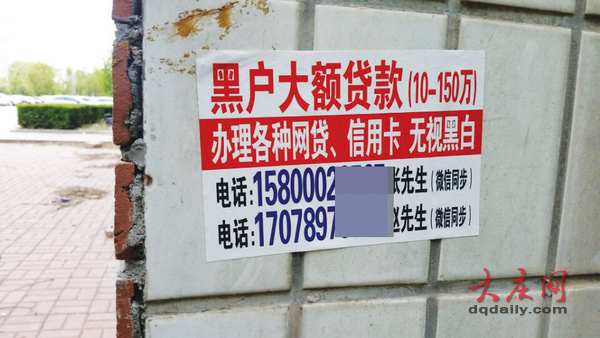 黑户大额贷款(10-150万)
办理各种网贷、信用卡 无视黑白
电话:1580002 张先生(微信同步)
电话:1707897 赵先生(微信同步)
大庆网
dqdaily.com